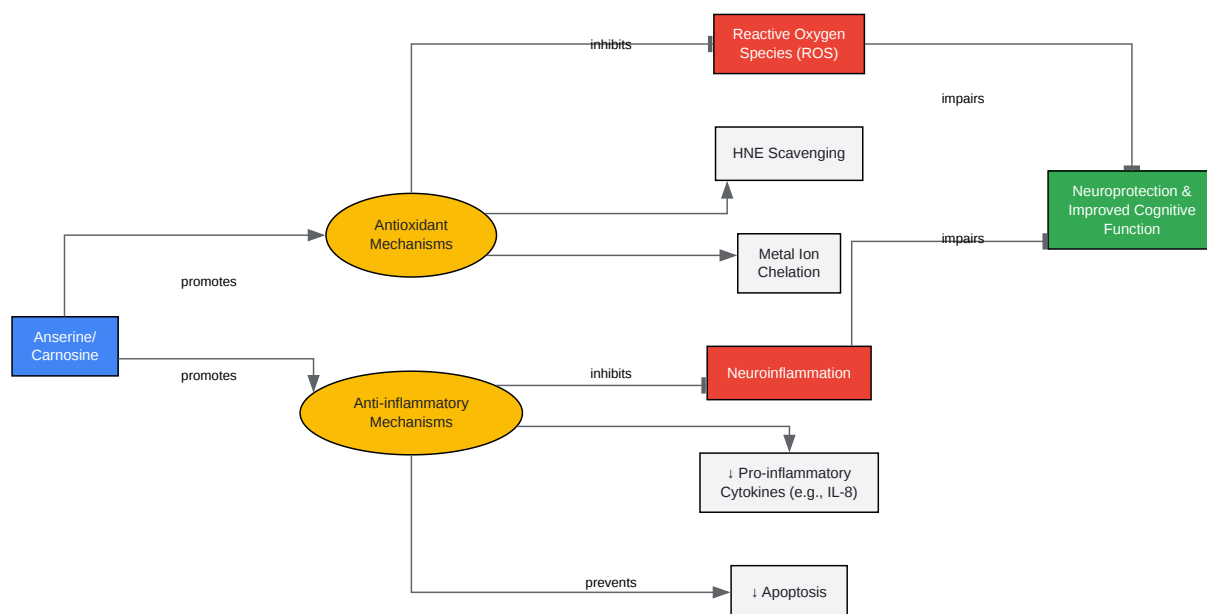 Reactive Oxygen
Species (ROS)
inhibits
impairs
HNE Scavenging
Neuroprotection &
Improved Cognitive
Function
Antioxidant
Mechanisms
impairs
Metal Ion
Chelation
promotes
Anserine/
Carnosine
promotes
inhibits
Neuroinflammation
Anti-inflammatory
Mechanisms
↓ Pro-inflammatory
Cytokines (e.g., IL-8)
prevents
↓ Apoptosis